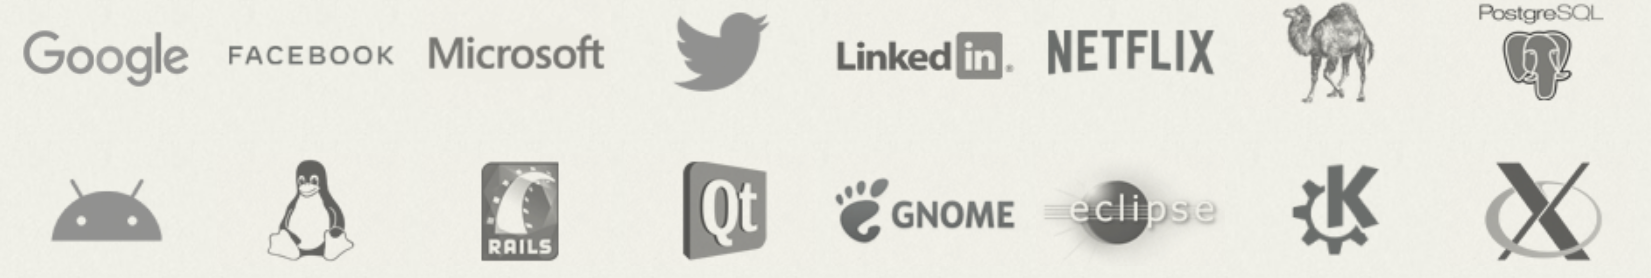 Google
FACEBOOK
Microsoft
Linked in
NETFLIX
PostgreSQL
RAILS
Qt
GNOME
eclipse
K
X